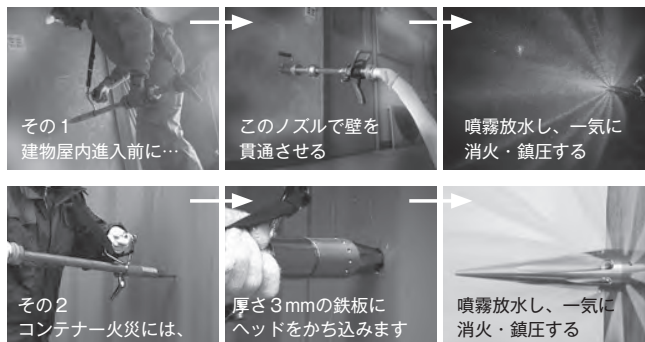 その１
建物屋内進入前に…
このノズルで壁を
貫通させる
噴霧放水し、一気に
消火・鎮圧する
その２
コンテナー火災には、
厚さ３mmの鉄板に
ヘッドをかち込みます
噴霧放水し、一気に
消火・鎮圧する